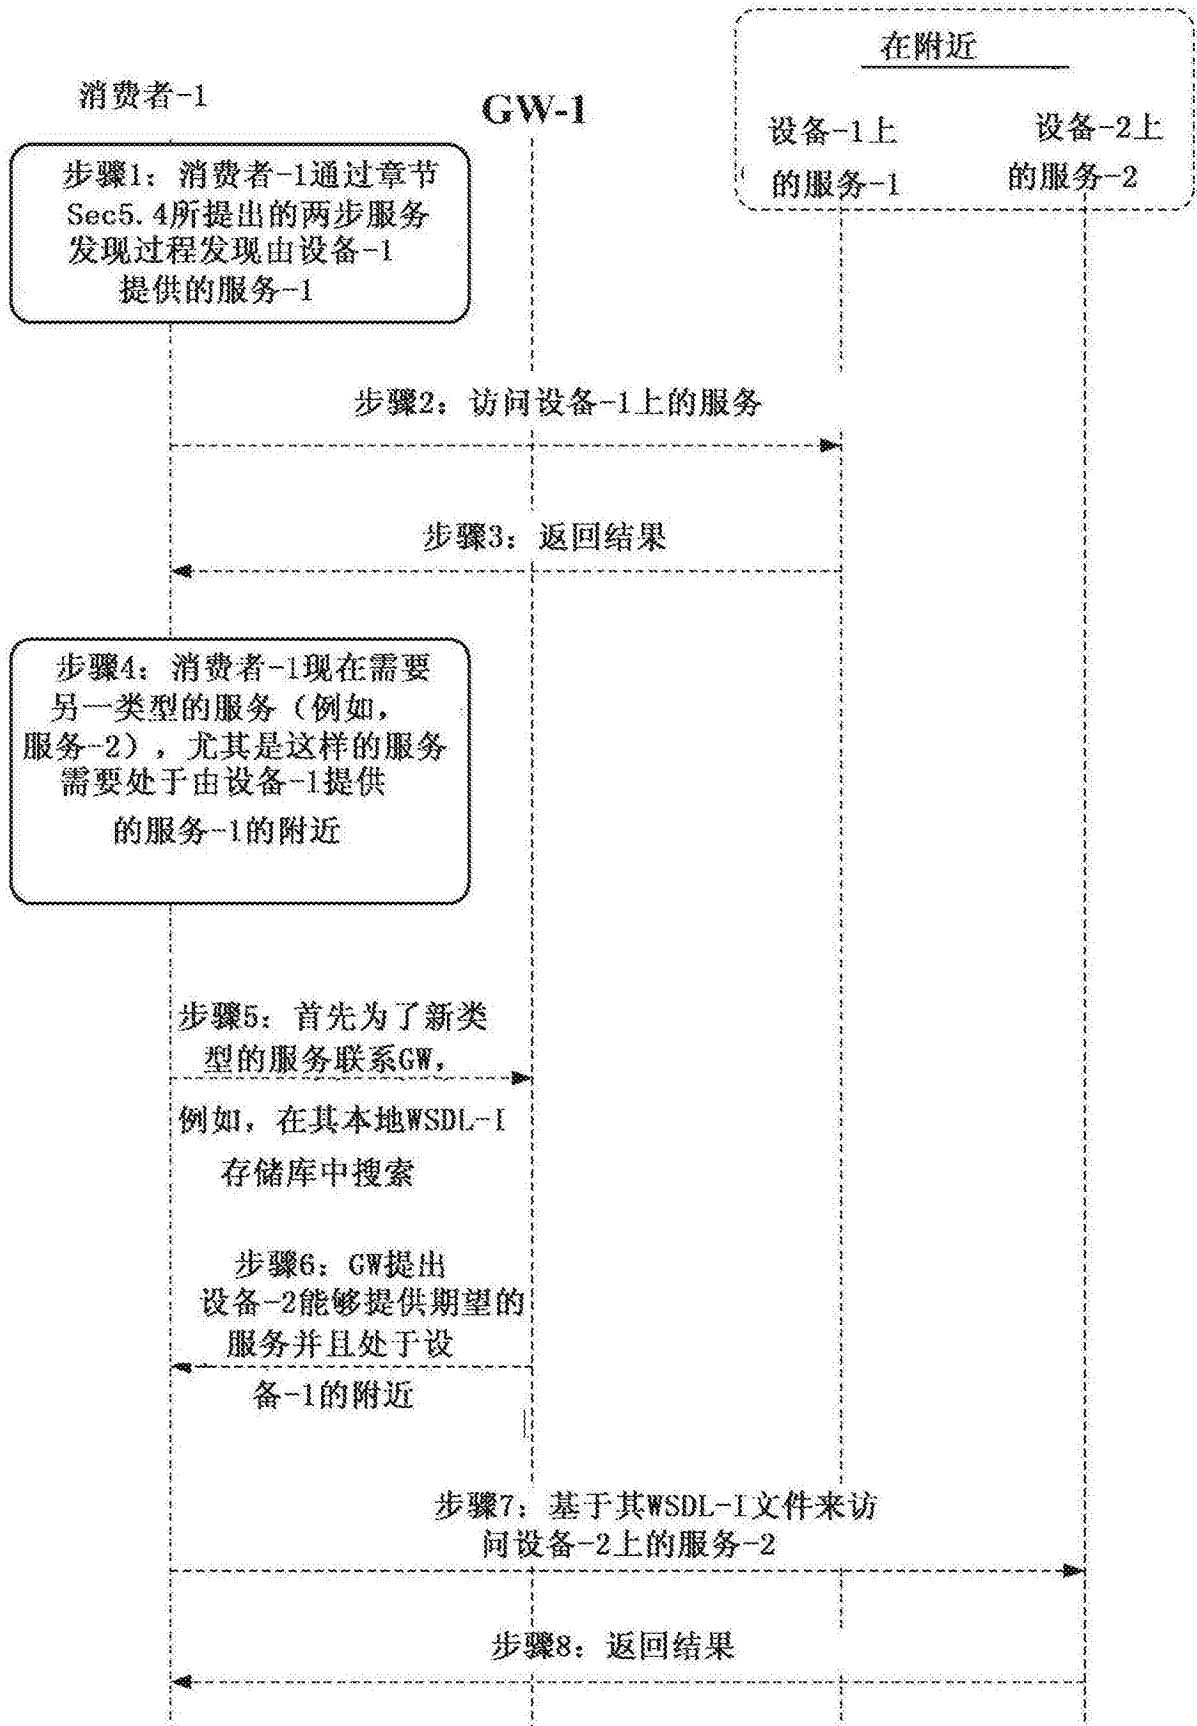 在附近
消费者-1
GW-1
设备-1上
的服务-1
设备-2上
的服务-2
步骤1：消费者-1通过章节
Sec5.4所提出的两步服务
发现过程发现由设备-1
提供的服务-1
步骤2：访问设备-1上的服务
步骤3：返回结果
步骤4：消费者-1现在需要
另一类型的服务（例如，
服务-2），尤其是这样的服务
需要处于由设备-1提供
的服务-1的附近
步骤5：首先为了新类
型的服务联系GW，
例如，在其本地WSDL-I
存储库中搜索
步骤6：GW提出
设备-2能够提供期望的
服务并且处于设
备-1的附近
步骤7：基于其WSDL-I文件来访
问设备-2上的服务-2
步骤8：返回结果